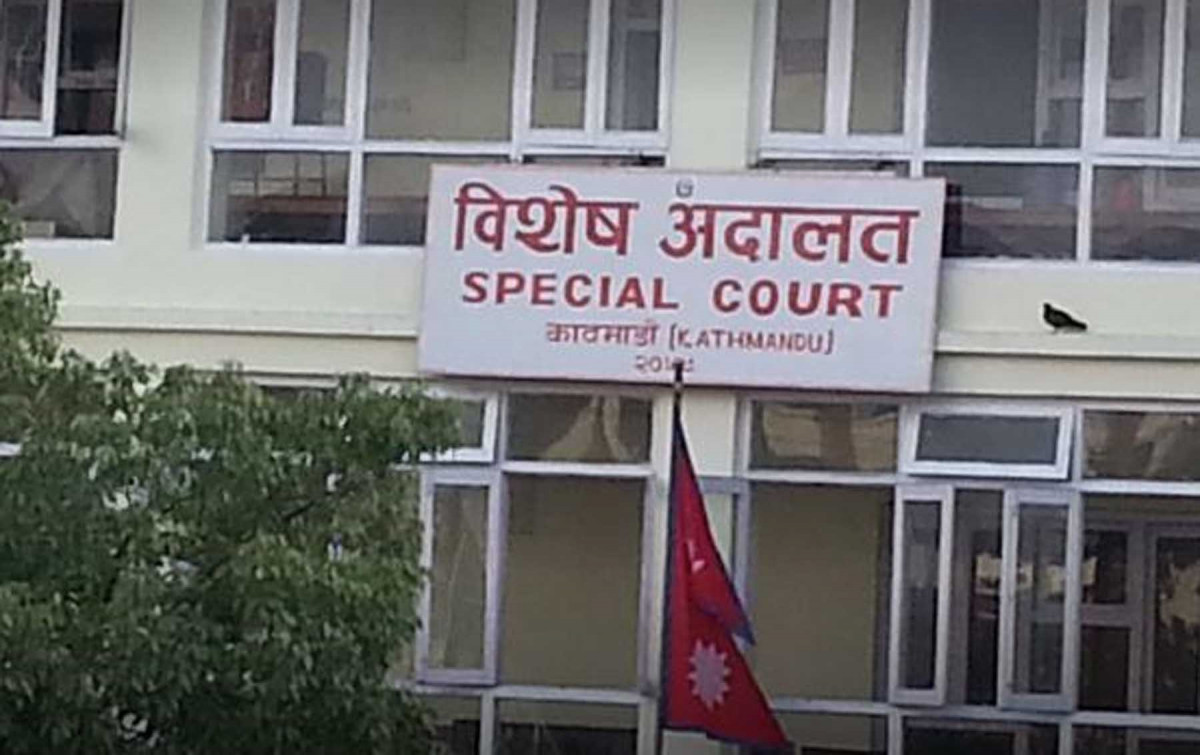 विशेष अदालत
SPECIAL COURT
काठमाडौं (KATHMANDU)